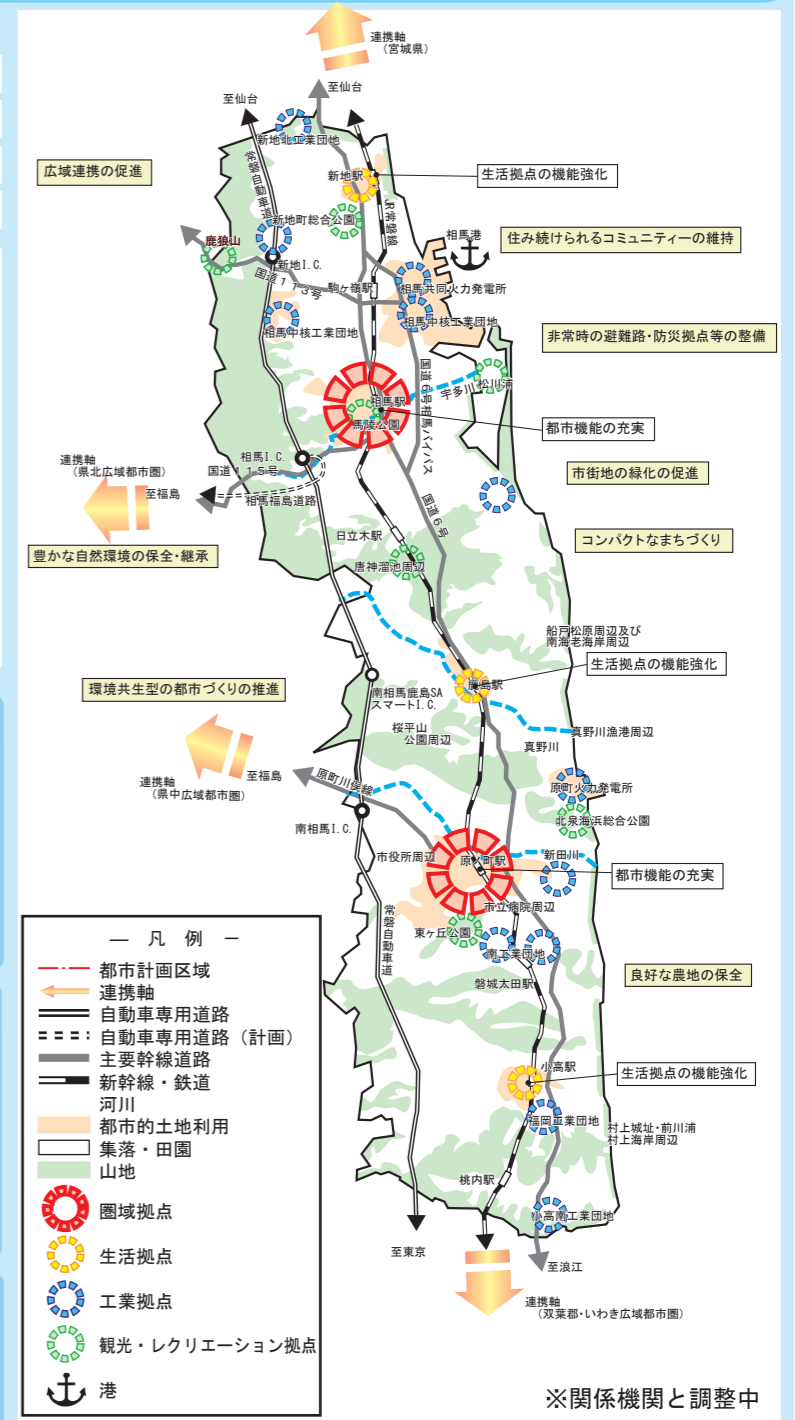 連携軸
(宮城県)
至仙台
至仙台
新地北工業団地
広域連携の促進
常磐自動車道
新地駅
生活拠点の機能強化
JR常磐線
新地町総合公園
相馬港
住み続けられるコミュニティーの維持
鹿狼山
新地I.C.
国道113号
駒ヶ嶺駅
相馬共同火力発電所
相馬中核工業団地
相馬中核工業団地
非常時の避難路・防災拠点等の整備
国道6号相馬バイパス
宇多川
松川浦
相馬駅
馬陵公園
都市機能の充実
相馬I.C.
国道115号
連携軸
(県北広域都市圏)
至福島
相馬福島道路
市街地の緑化の促進
国道6号
日立木駅
コンパクトなまちづくり
豊かな自然環境の保全・継承
唐神溜池周辺
船戸松原周辺及び
南海老海岸周辺
生活拠点の機能強化
鹿島駅
環境共生型の都市づくりの推進
南相馬鹿島SA
スマートI.C.
桜平山
公園周辺
真野川漁港周辺
真野川
至福島
連携軸
(県中広域都市圏)
原町川俣線
原町火力発電所
北泉海浜総合公園
南相馬I.C.
市役所周辺
原ノ町駅
新田川
都市機能の充実
市立病院周辺
東ヶ丘公園
南工業団地
常磐自動車道
磐城太田駅
良好な農地の保全
小高駅
生活拠点の機能強化
福岡工業団地
村上城址・前川浦
村上海岸周辺
桃内駅
小高南工業団地
至東京
至浪江
連携軸
(双葉郡・いわき広域都市圏)
― 凡 例 －
都市計画区域
連携軸
自動車専用道路
自動車専用道路（計画）
主要幹線道路
新幹線・鉄道
河川
都市的土地利用
集落・田園
山地
圏域拠点
生活拠点
工業拠点
観光・レクリエーション拠点
港
※関係機関と調整中